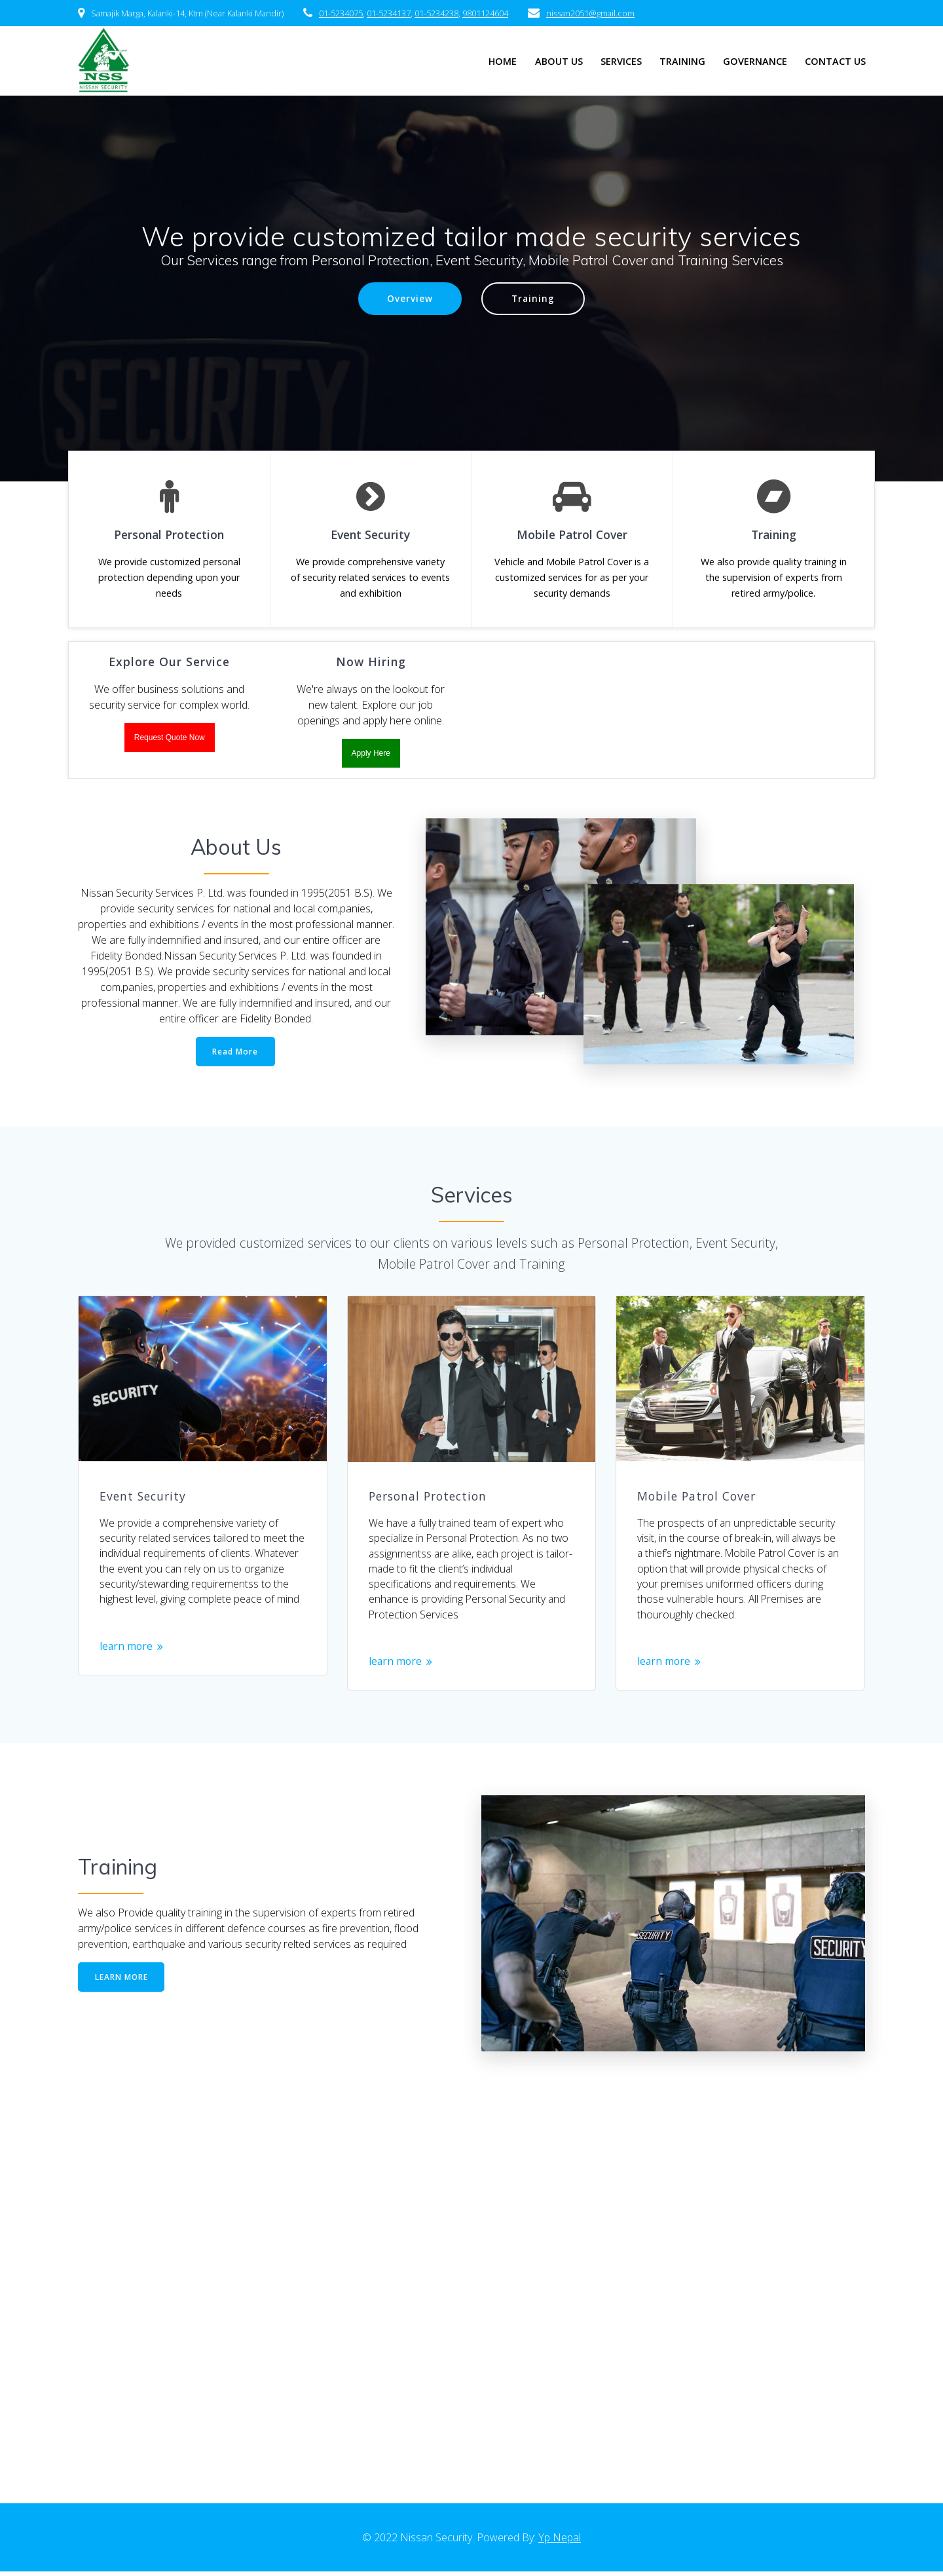 Samajik Marga, Kalanki-14, Ktm (Near Kalanki Mandir) 01-5234075, 01-5234137, 01-5234238, 9801124604 nissan2051@gmail.com
NSS
NISSAN SECURITY
HOME ABOUT US SERVICES TRAINING GOVERNANCE CONTACT US
We provide customized tailor made security services
Our Services range from Personal Protection, Event Security, Mobile Patrol Cover and Training Services
Overview Training
SECURITY
Personal Protection
We provide customized personal
protection depending upon your
needs
Event Security
We provide comprehensive variety
of security related services to events
and exhibition
Mobile Patrol Cover
Vehicle and Mobile Patrol Cover is a
customized services for as per your
security demands
Training
We also provide quality training in
the supervision of experts from
retired army/police.
Explore Our Service
We offer business solutions and
security service for complex world.
Request Quote Now
Now Hiring
We're always on the lookout for
new talent. Explore our job
openings and apply here online.
Apply Here
About Us
Nissan Security Services P. Ltd. was founded in 1995(2051 B.S). We
provide security services for national and local com,panies,
properties and exhibitions / events in the most professional manner.
We are fully indemnified and insured, and our entire officer are
Fidelity Bonded.Nissan Security Services P. Ltd. was founded in
1995(2051 B.S). We provide security services for national and local
com,panies, properties and exhibitions / events in the most
professional manner. We are fully indemnified and insured, and our
entire officer are Fidelity Bonded.
Read More
Services
We provided customized services to our clients on various levels such as Personal Protection, Event Security,
Mobile Patrol Cover and Training
SECURITY
Event Security
We provide a comprehensive variety of
security related services tailored to meet the
individual requirements of clients. Whatever
the event you can rely on us to organize
security/stewarding requirementss to the
highest level, giving complete peace of mind
learn more »
Personal Protection
We have a fully trained team of expert who
specialize in Personal Protection. As no two
assignmentss are alike, each project is tailor-
made to fit the client's individual
specifications and requirements. We
enhance is providing Personal Security and
Protection Services
learn more »
Mobile Patrol Cover
The prospects of an unpredictable security
visit, in the course of break-in, will always be
a thief's nightmare. Mobile Patrol Cover is an
option that will provide physical checks of
your premises uniformed officers during
those vulnerable hours. All Premises are
thouroughly checked.
learn more »
Training
We also Provide quality training in the supervision of experts from retired
army/police services in different defence courses as fire prevention, flood
prevention, earthquake and various security relted services as required
LEARN MORE
SECURITY
SECURITY
© 2022 Nissan Security. Powered By: Yp Nepal